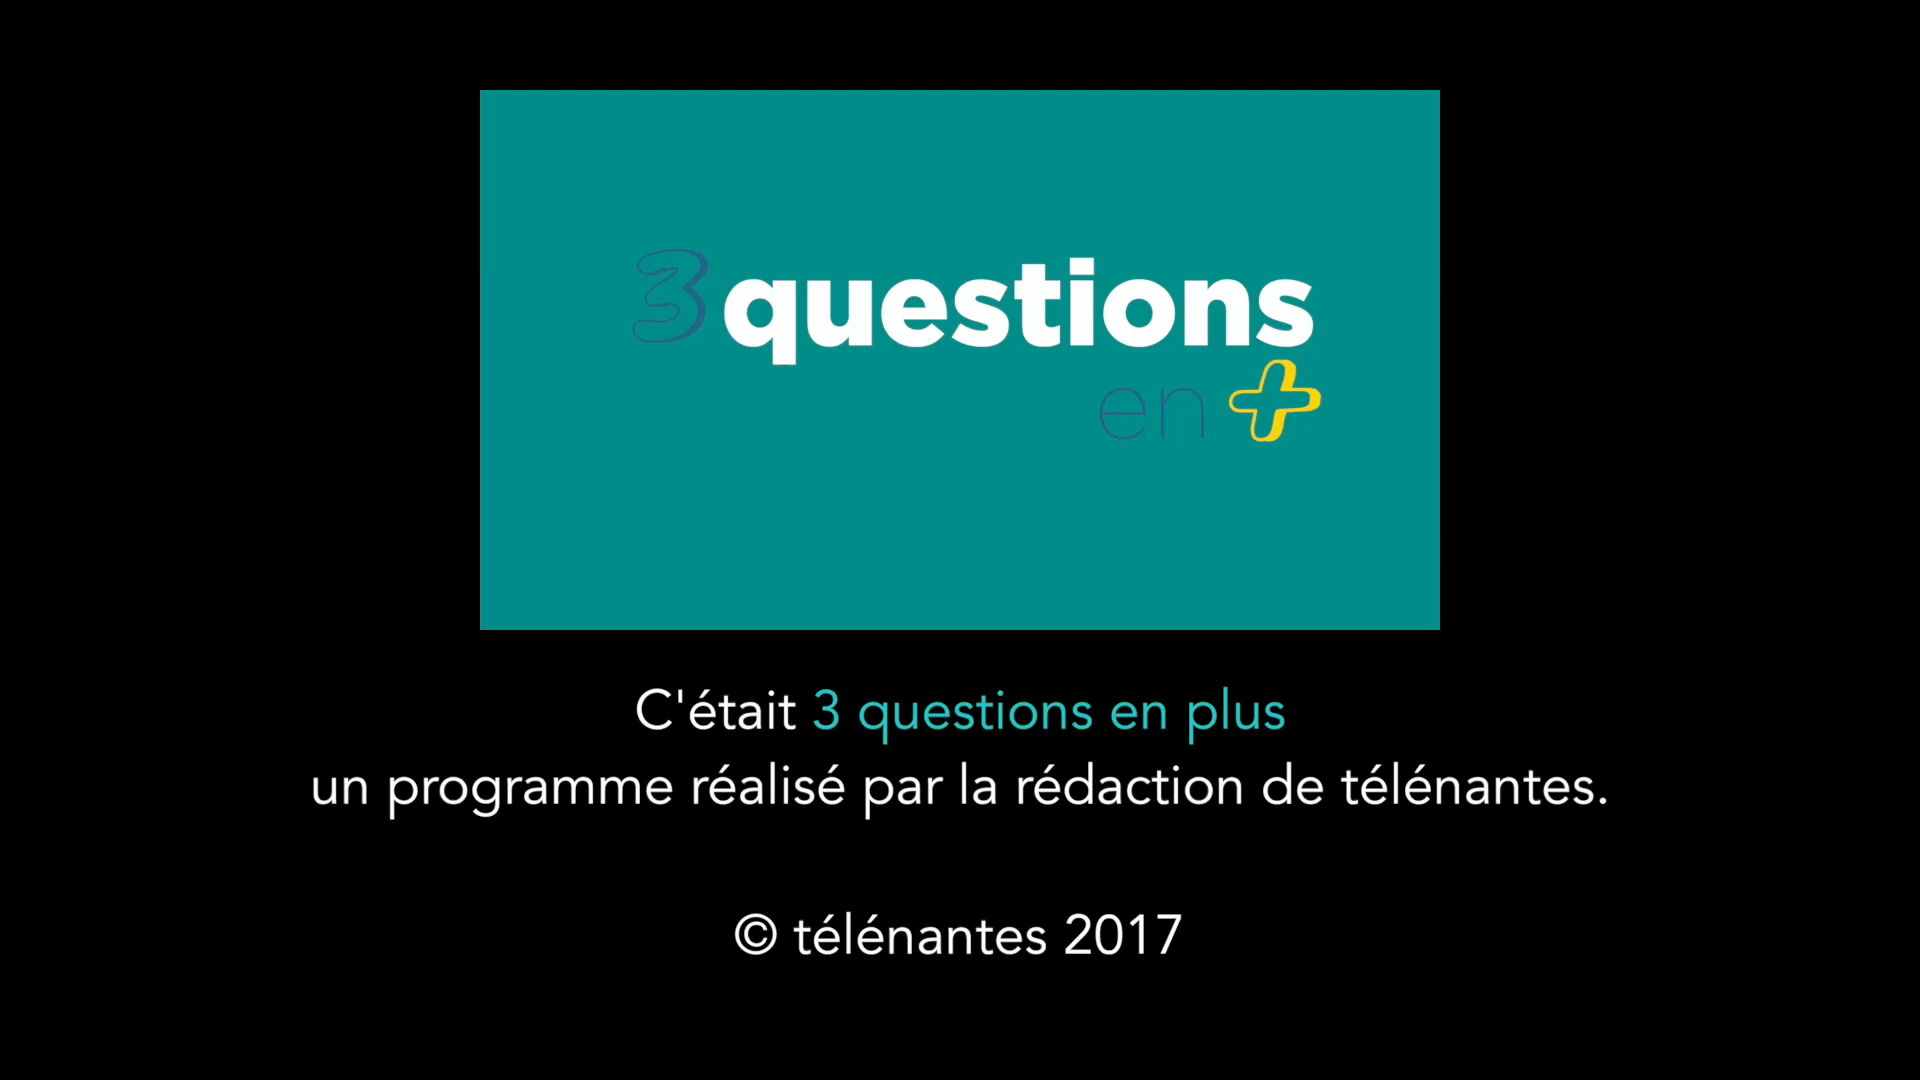 3 questions
en +
C'était 3 questions en plus
un programme réalisé par la rédaction de télénantes.
© télénantes 2017